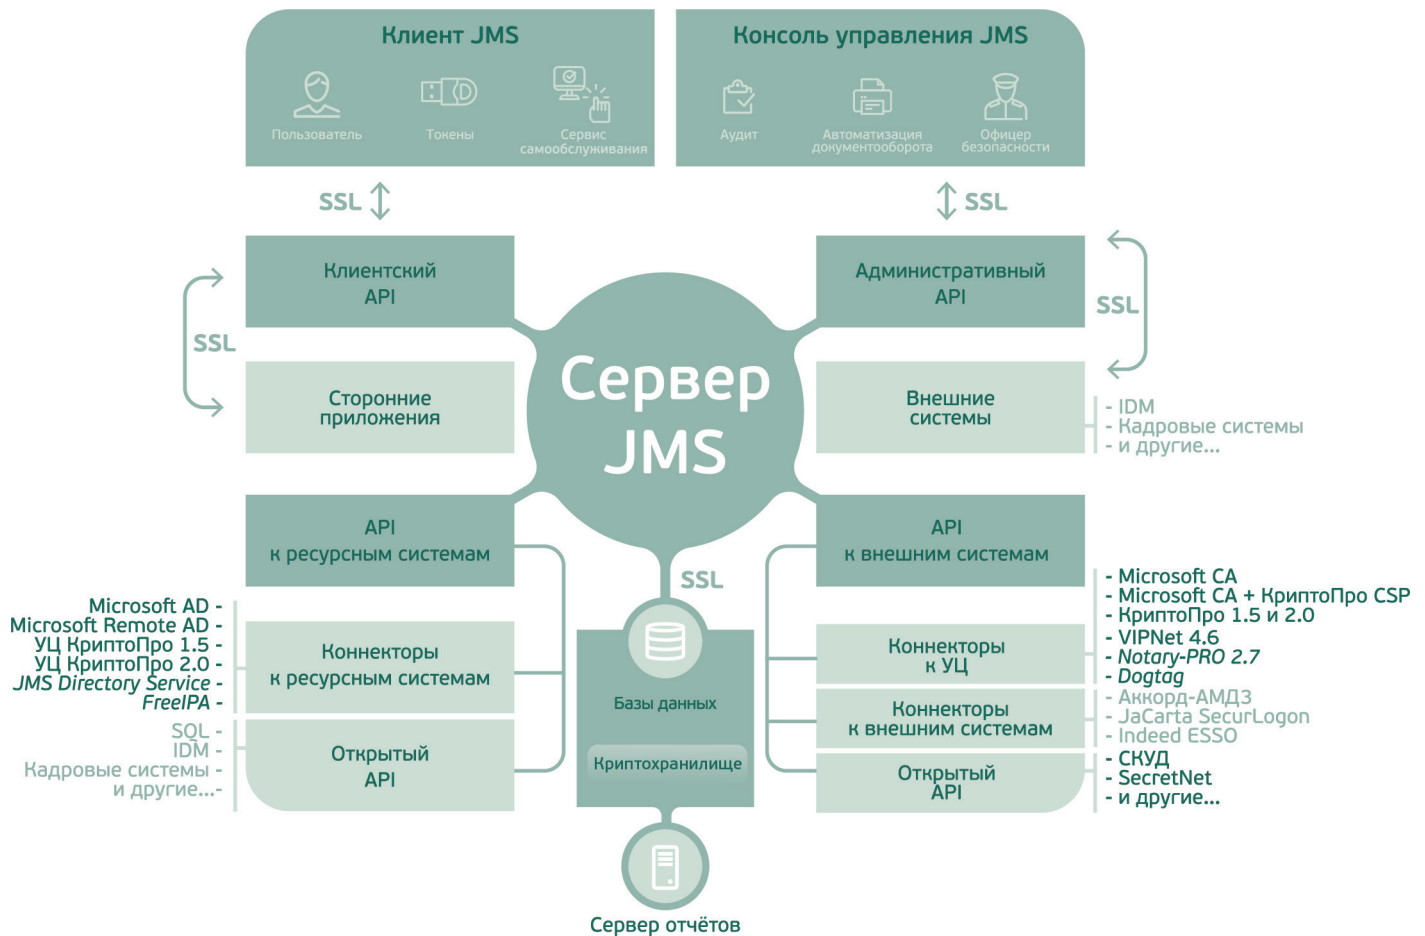 Клиент JMS
Пользователь
Токены
Сервис
самообслуживания
Консоль управления JMS
Аудит
Автоматизация
документооборота
Офицер
безопасности
SSL
SSL
Клиентский
API
SSL
Сторонние
приложения
Сервер
JMS
Административный
API
SSL
Внешние
системы
- IDM
- Кадровые системы
- и другие...
API
к ресурсным системам
Microsoft AD -
Microsoft Remote AD -
УЦ КриптоПро 1.5 -
УЦ КриптоПро 2.0 -
JMS Directory Service -
FreeIPA -
Коннекторы
к ресурсным системам
SQL -
IDM -
Кадровые системы -
и другие...-
Открытый
API
SSL
Базы данных
Криптохранилище
Сервер отчётов
API
к внешним системам
Коннекторы
к УЦ
- Microsoft CA
- Microsoft CA + КриптоПро CSP
- КриптоПро 1.5 и 2.0
- VIPNet 4.6
- Notary-PRO 2.7
- Dogtag
Коннекторы
к внешним системам
- Аккорд-АМДЗ
- JaCarta SecurLogon
- Indeed ESSO
Открытый
API
- СКУД
- SecretNet
- и другие...